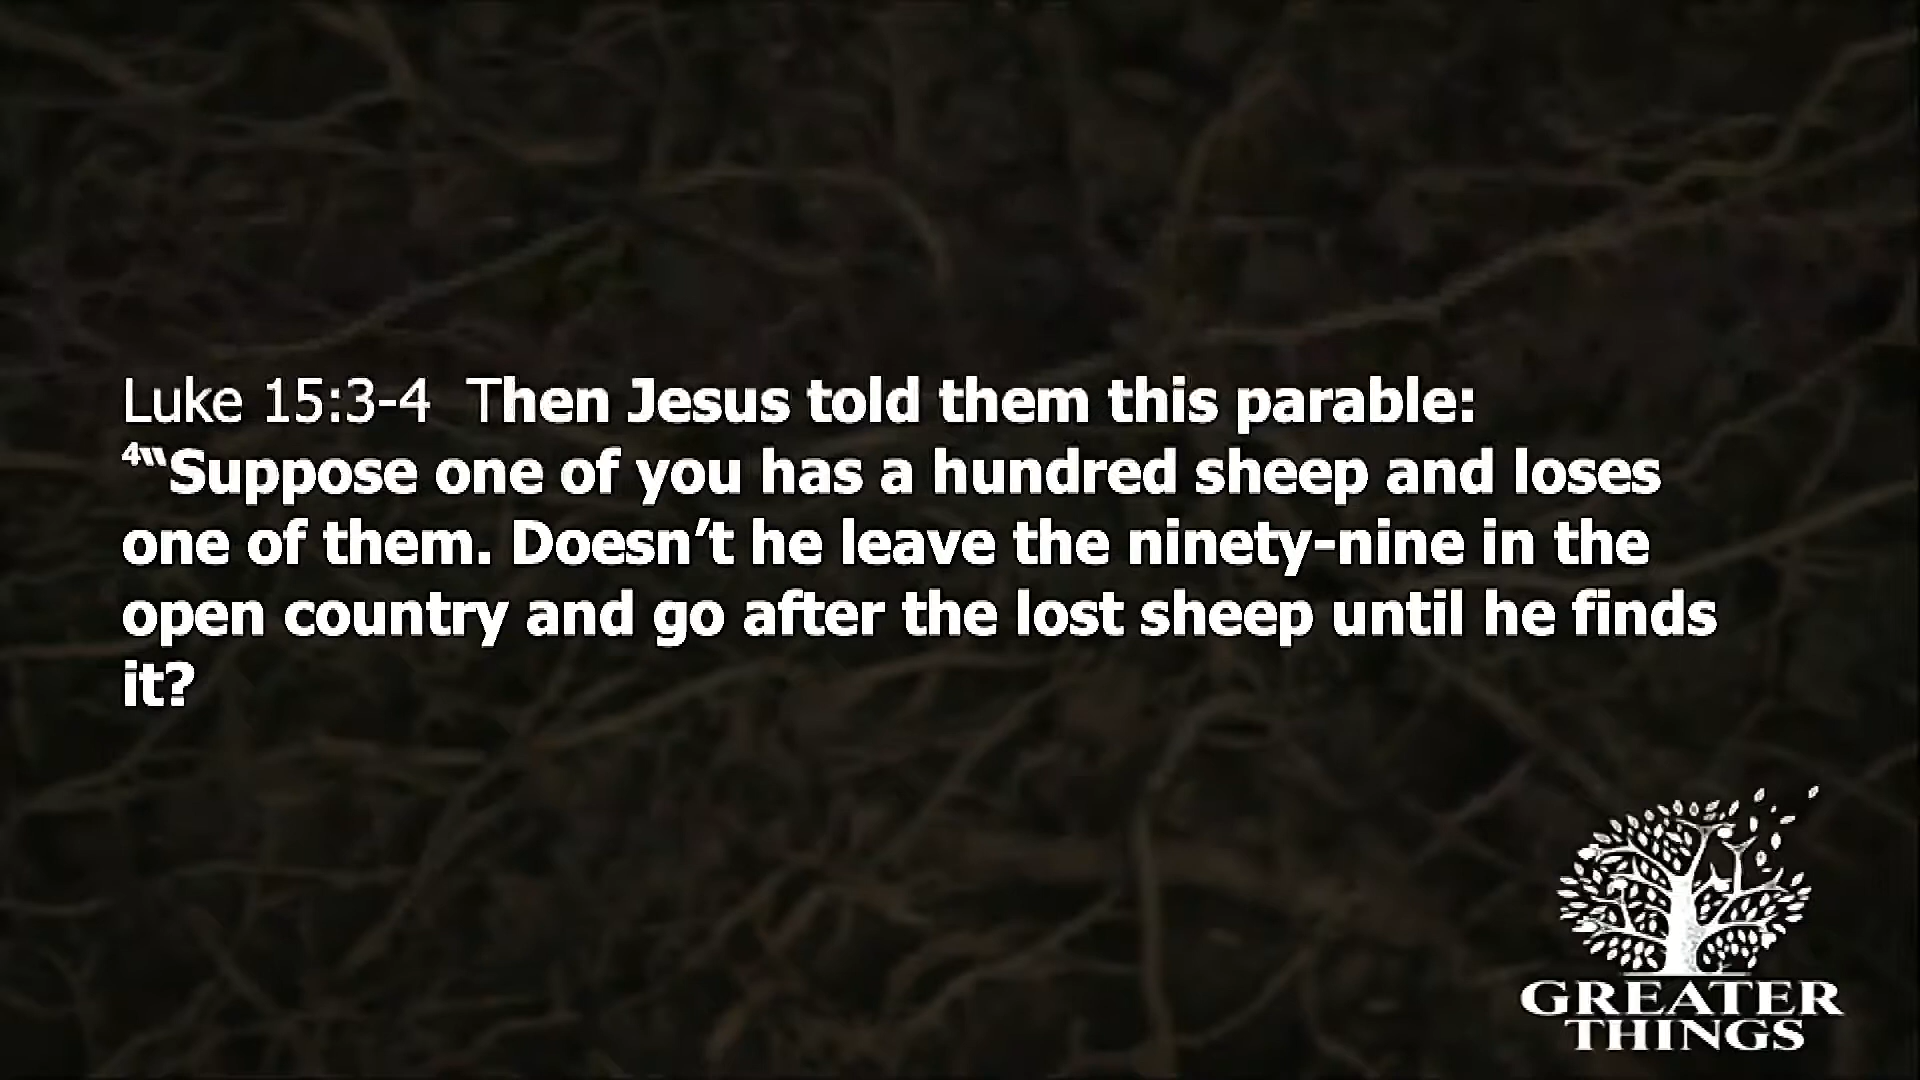 Luke 15:3-4  Then Jesus told them this parable:
⁴“Suppose one of you has a hundred sheep and loses
one of them. Doesn’t he leave the ninety-nine in the
open country and go after the lost sheep until he finds
it?
GREATER
THINGS